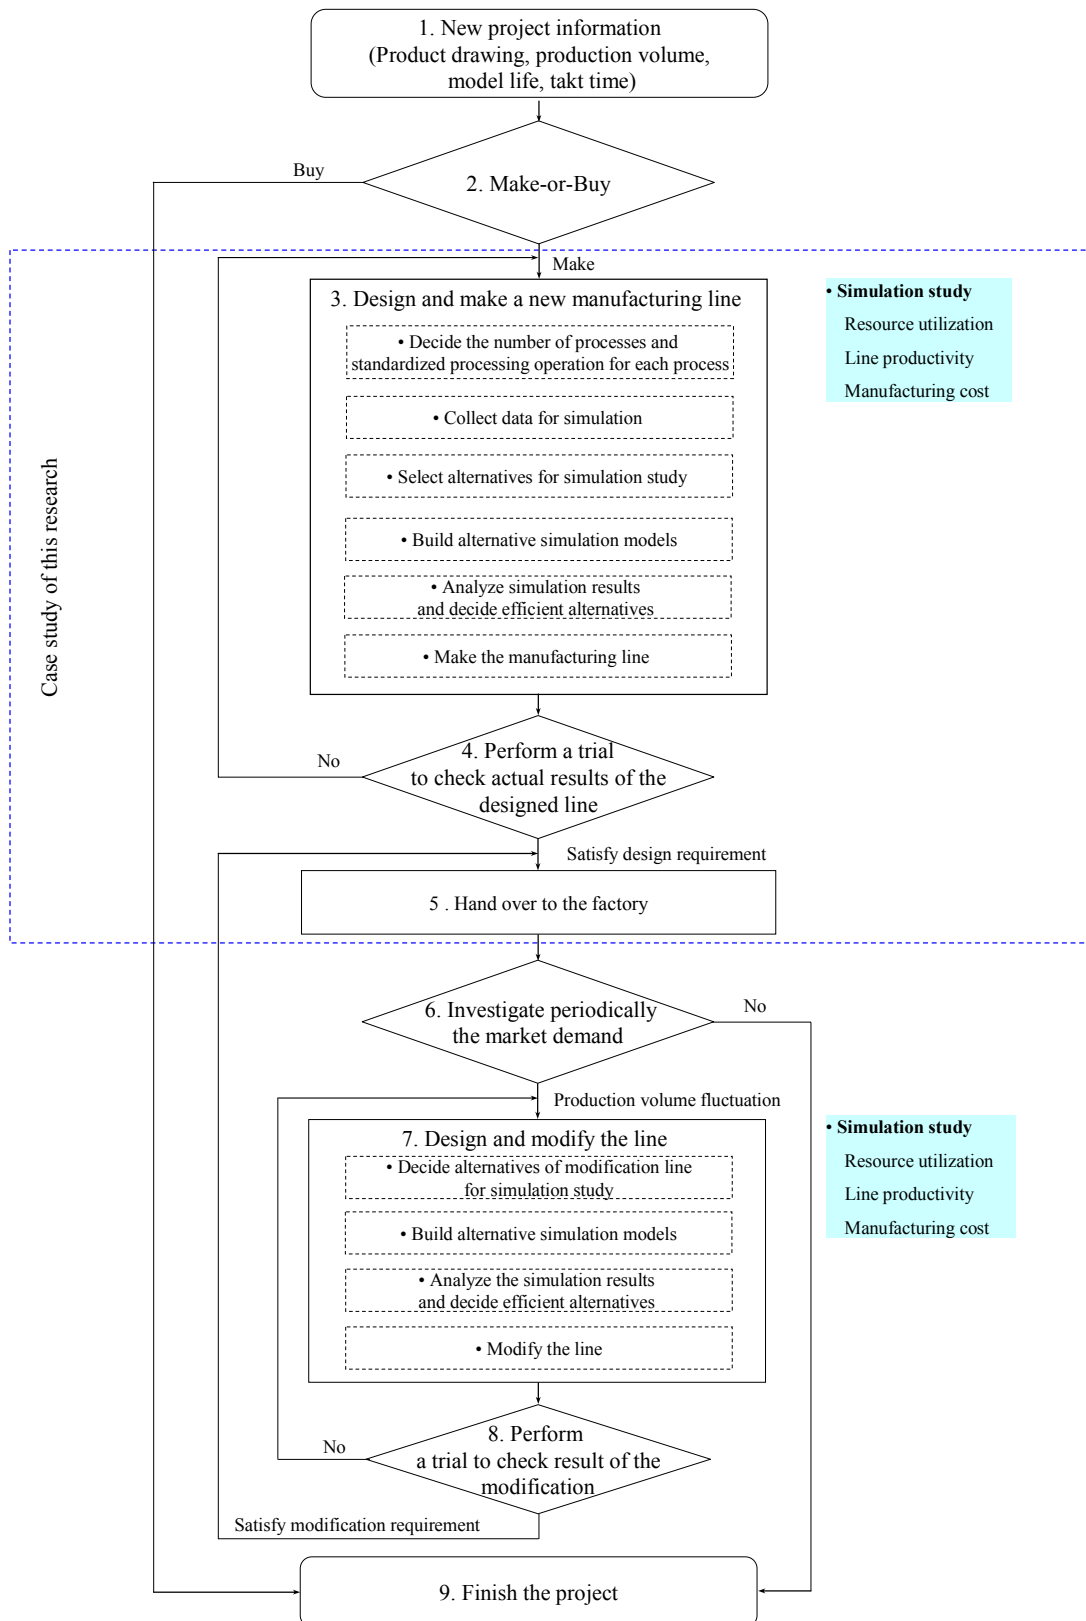 1. New project information
(Product drawing, production volume,
model life, takt time)
Buy
2. Make-or-Buy
Make
3. Design and make a new manufacturing line
• Decide the number of processes and
standardized processing operation for each process
• Collect data for simulation
• Select alternatives for simulation study
• Build alternative simulation models
• Analyze simulation results
and decide efficient alternatives
• Make the manufacturing line
• Simulation study
Resource utilization
Line productivity
Manufacturing cost
Case study of this research
No
4. Perform a trial
to check actual results of the
designed line
Satisfy design requirement
5 . Hand over to the factory
6. Investigate periodically
the market demand
No
Production volume fluctuation
7. Design and modify the line
• Decide alternatives of modification line
for simulation study
• Build alternative simulation models
• Analyze the simulation results
and decide efficient alternatives
• Modify the line
• Simulation study
Resource utilization
Line productivity
Manufacturing cost
No
8. Perform
a trial to check result of the
modification
Satisfy modification requirement
9. Finish the project